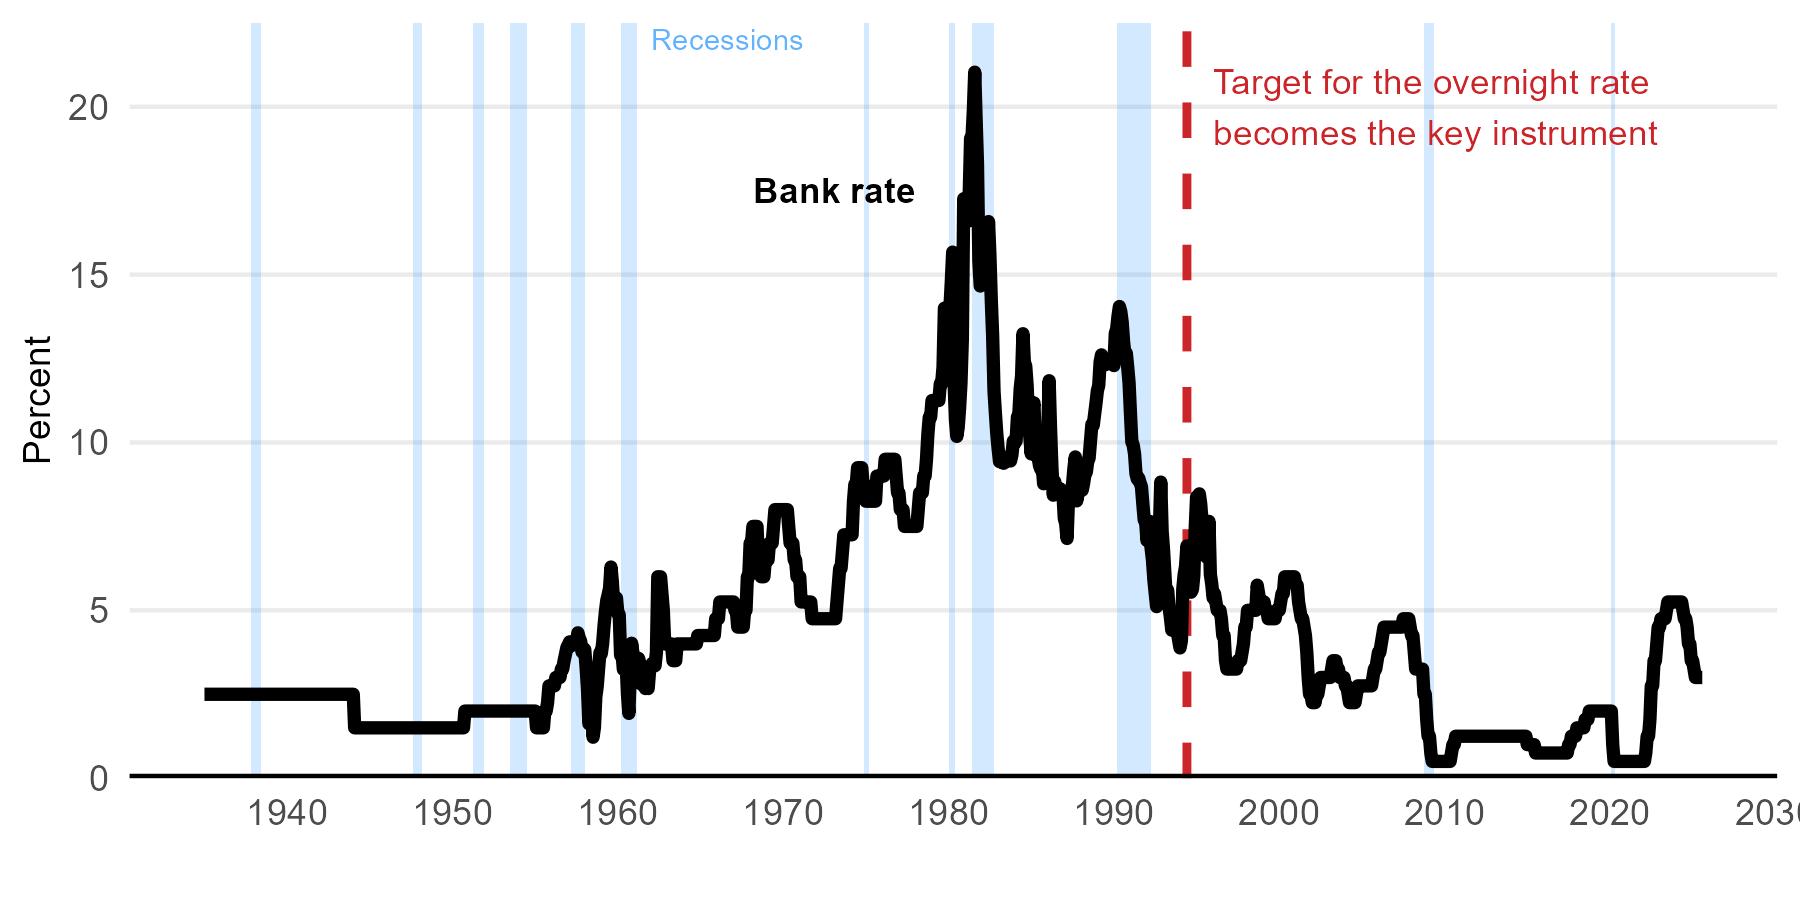 Recessions
Target for the overnight rate
becomes the key instrument
Bank rate
Percent
20
15
10
5
0
1940 1950 1960 1970 1980 1990 2000 2010 2020 203